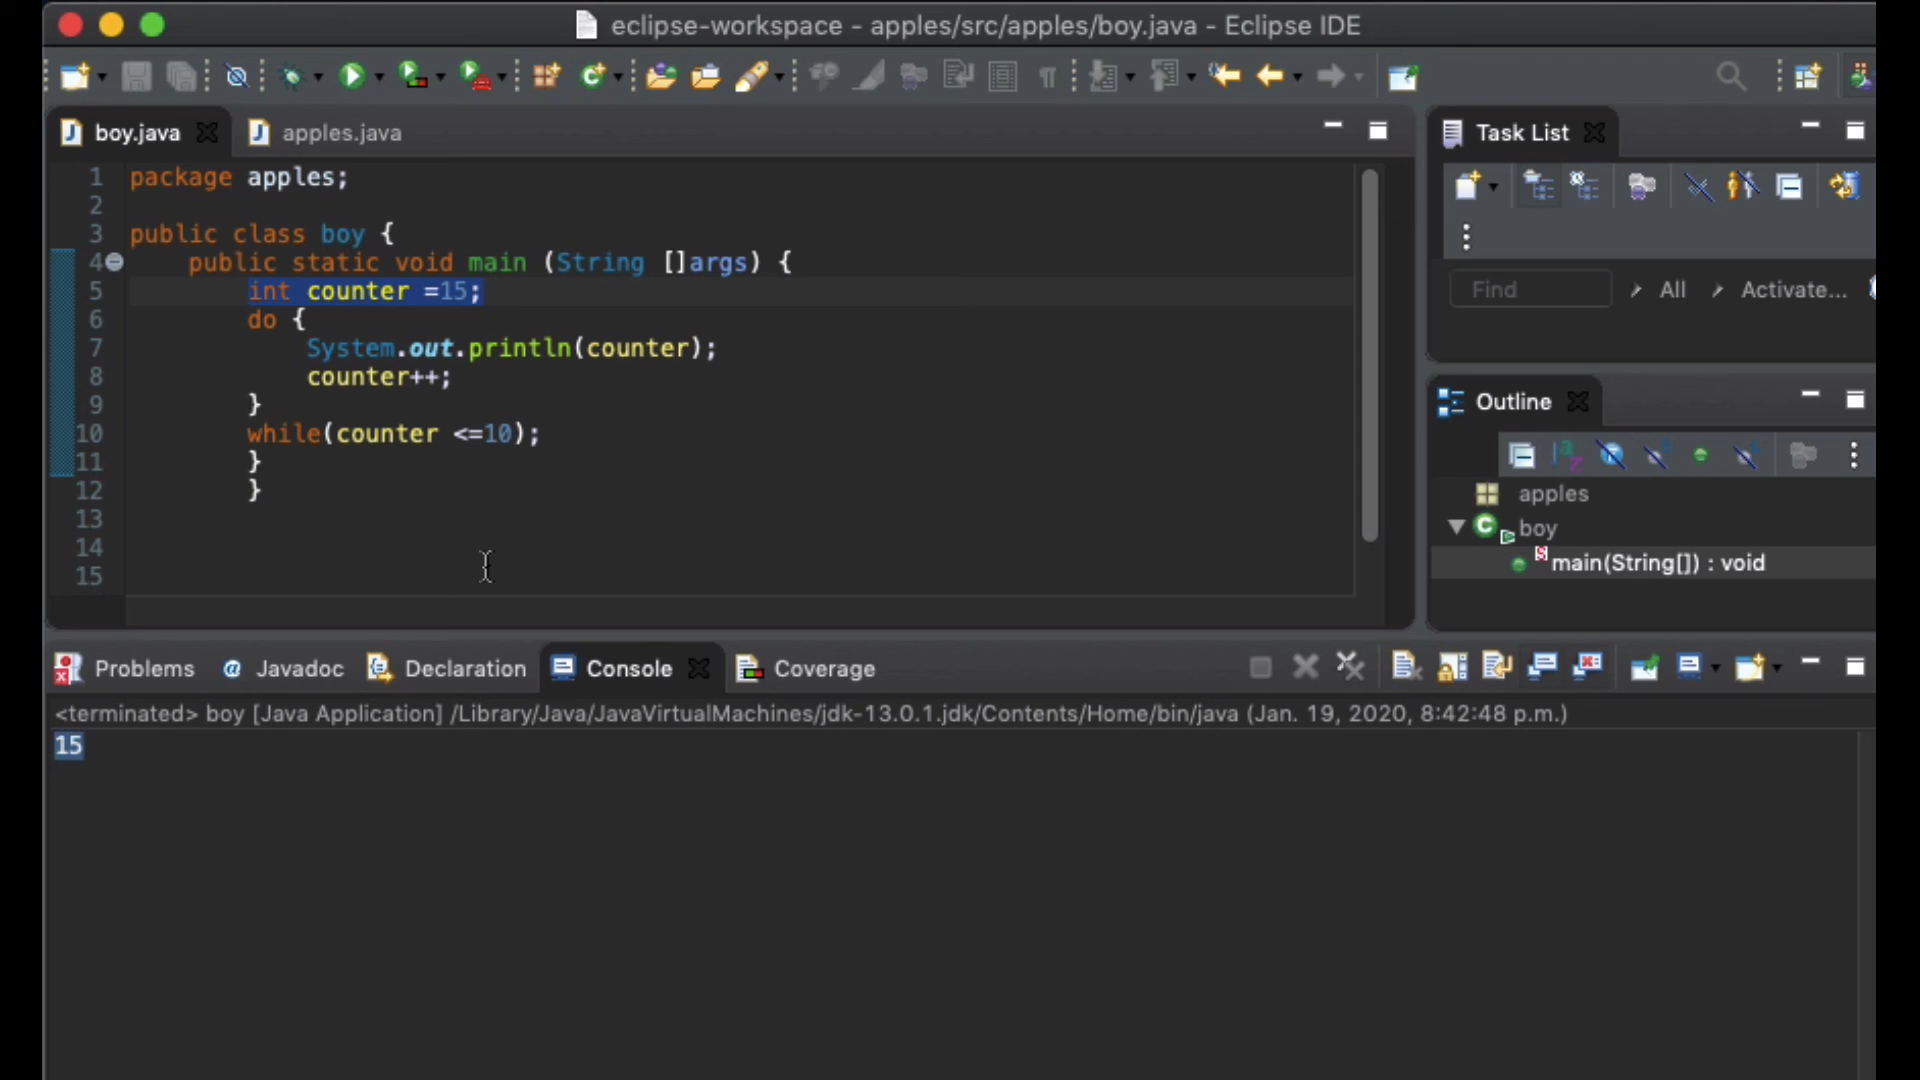 eclipse-workspace - apples/src/apples/boy.java - Eclipse IDE
boy.java
apples.java
Task List
1 package apples;
2
3 public class boy {
4 public static void main (String []args) {
5 int counter =15;
6 do {
7 System.out.println(counter);
8 counter++;
9 }
10 while(counter <=10);
11 }
12 }
13
14
15
Find
All
Activate...
Outline
apples
boy
main(String[]) : void
Problems
Javadoc
Declaration
Console
Coverage
<terminated> boy [Java Application] /Library/Java/JavaVirtualMachines/jdk-13.0.1.jdk/Contents/Home/bin/java (Jan. 19, 2020, 8:42:48 p.m.)
15